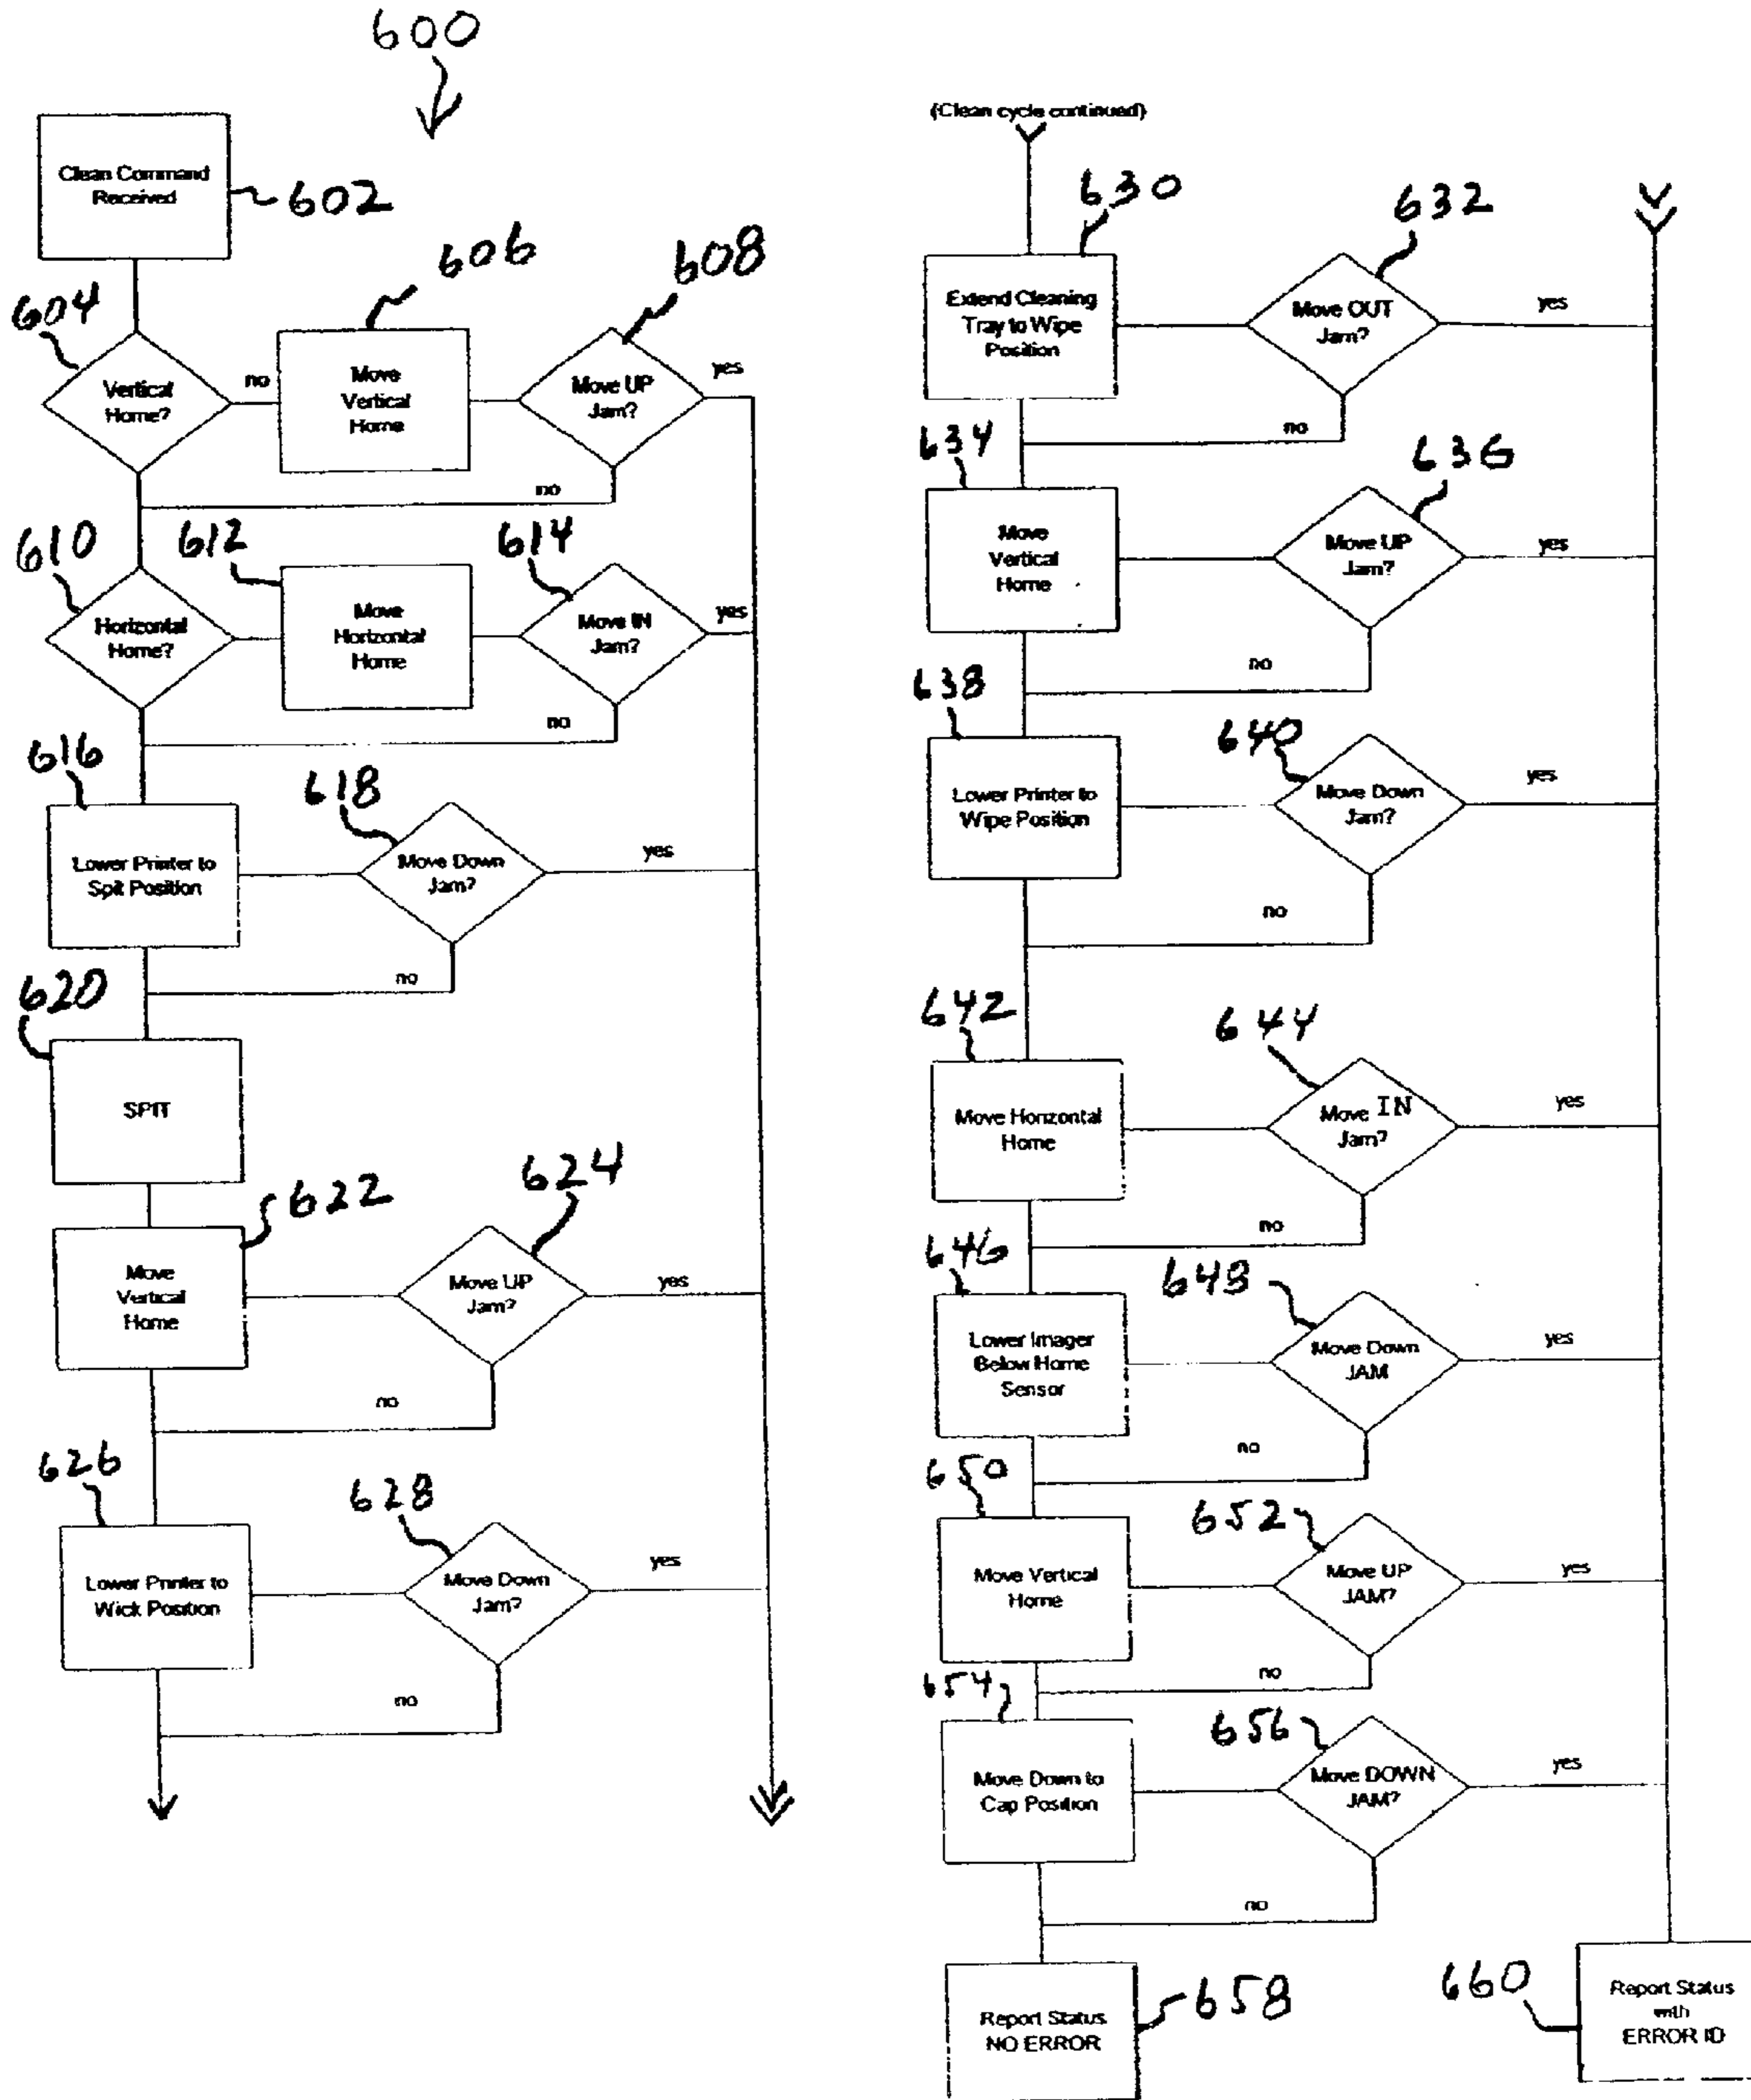 600
Clean Command
Received
602
604
606
608
Vertical
Home?
no
Move
Vertical
Home
Move UP
Jam?
yes
no
610
612
614
Horizontal
Home?
Move
Horizontal
Home
Move IN
Jam?
yes
no
616
618
Lower Printer to
Spit Position
Move Down
Jam?
yes
no
620
SPIT
622
624
Move
Vertical
Home
Move UP
Jam?
yes
no
626
628
Lower Printer to
Wick Position
Move Down
Jam?
yes
no
(Clean cycle continued)
630
632
Extend Cleaning
Tray to Wipe
Position
Move OUT
Jam?
yes
no
634
636
Move
Vertical
Home
Move UP
Jam?
yes
no
638
640
Lower Printer to
Wipe Position
Move Down
Jam?
yes
no
642
644
Move Horizontal
Home
Move IN
Jam?
yes
no
646
648
Lower Imager
Below Home
Sensor
Move Down
JAM
yes
no
650
652
Move Vertical
Home
Move UP
JAM?
yes
no
654
656
Move Down to
Cap Position
Move DOWN
JAM?
yes
no
Report Status
NO ERROR
658
660
Report Status
with
ERROR ID